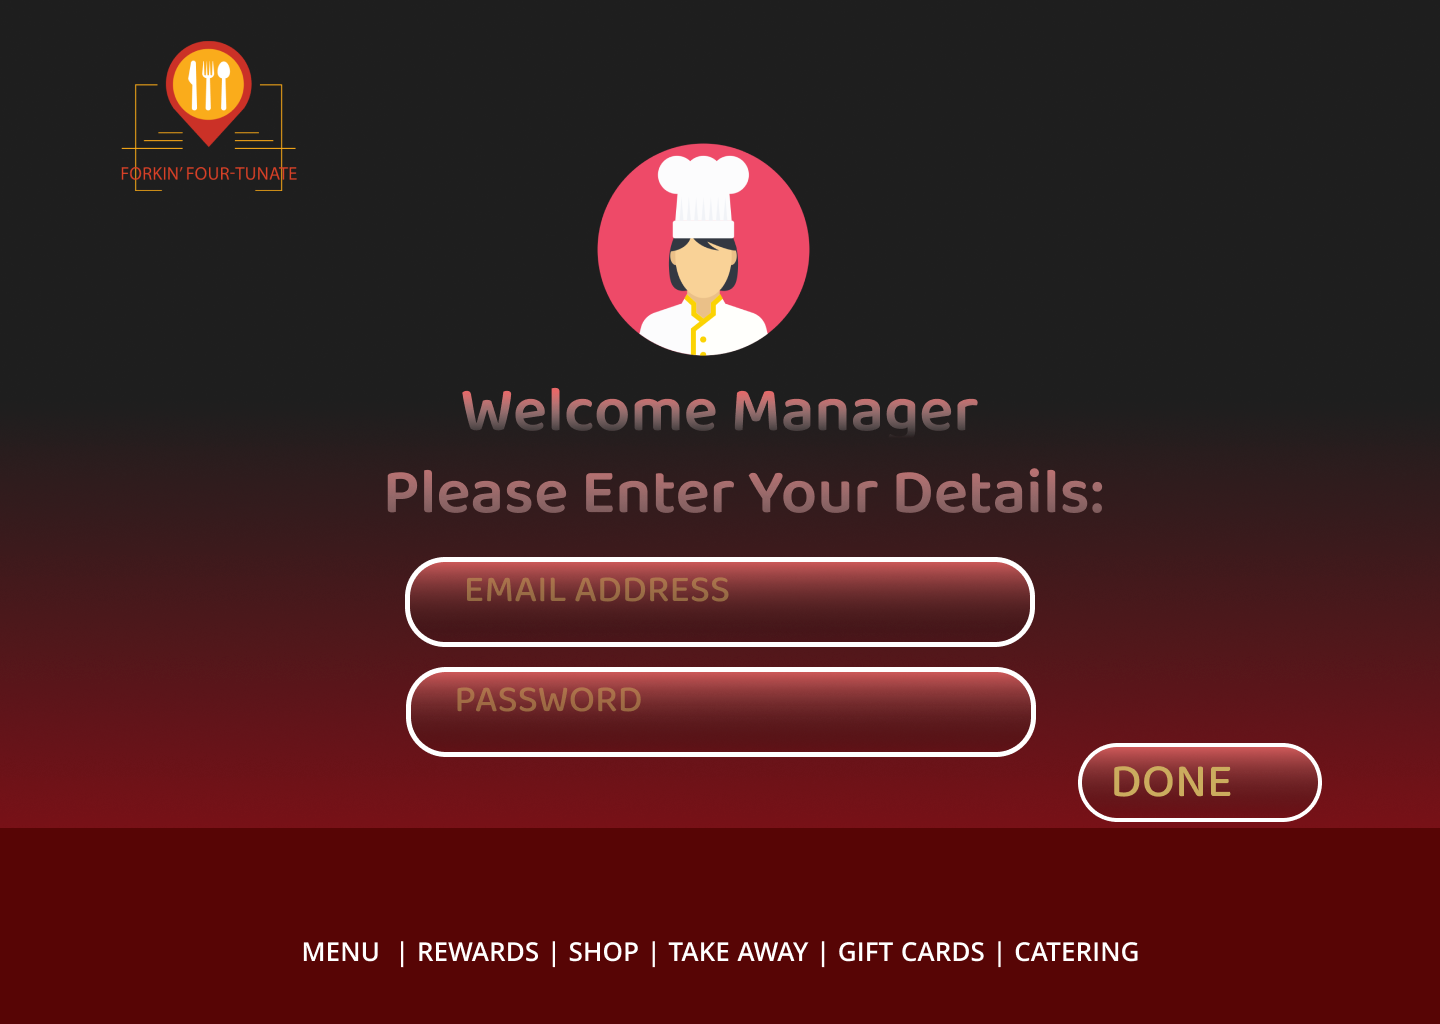 FORKIN' FOUR-TUNATE
Welcome Manager
Please Enter Your Details:
EMAIL ADDRESS
PASSWORD
DONE
MENU | REWARDS | SHOP | TAKE AWAY | GIFT CARDS | CATERING